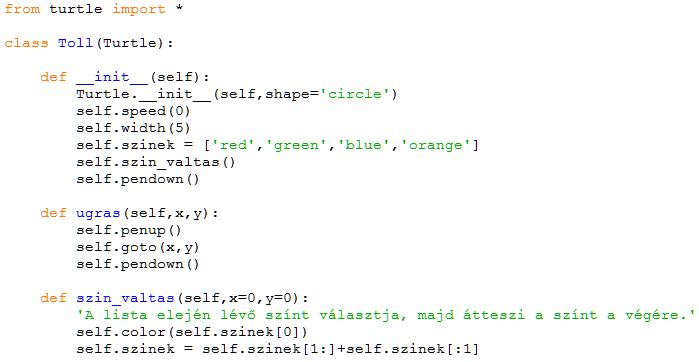 from turtle import *
class Toll(Turtle):
def __init__(self):
Turtle.__init__(self,shape='circle')
self.speed(0)
self.width(5)
self.szinek = ['red','green','blue','orange']
self.szin_valtas()
self.pendown()
def ugras(self,x,y):
self.penup()
self.goto(x,y)
self.pendown()
def szin_valtas(self,x=0,y=0):
'A lista elején lévő színt választja, majd átteszi a színt a végére.'
self.color(self.szinek[0])
self.szinek = self.szinek[1:]+self.szinek[:1]